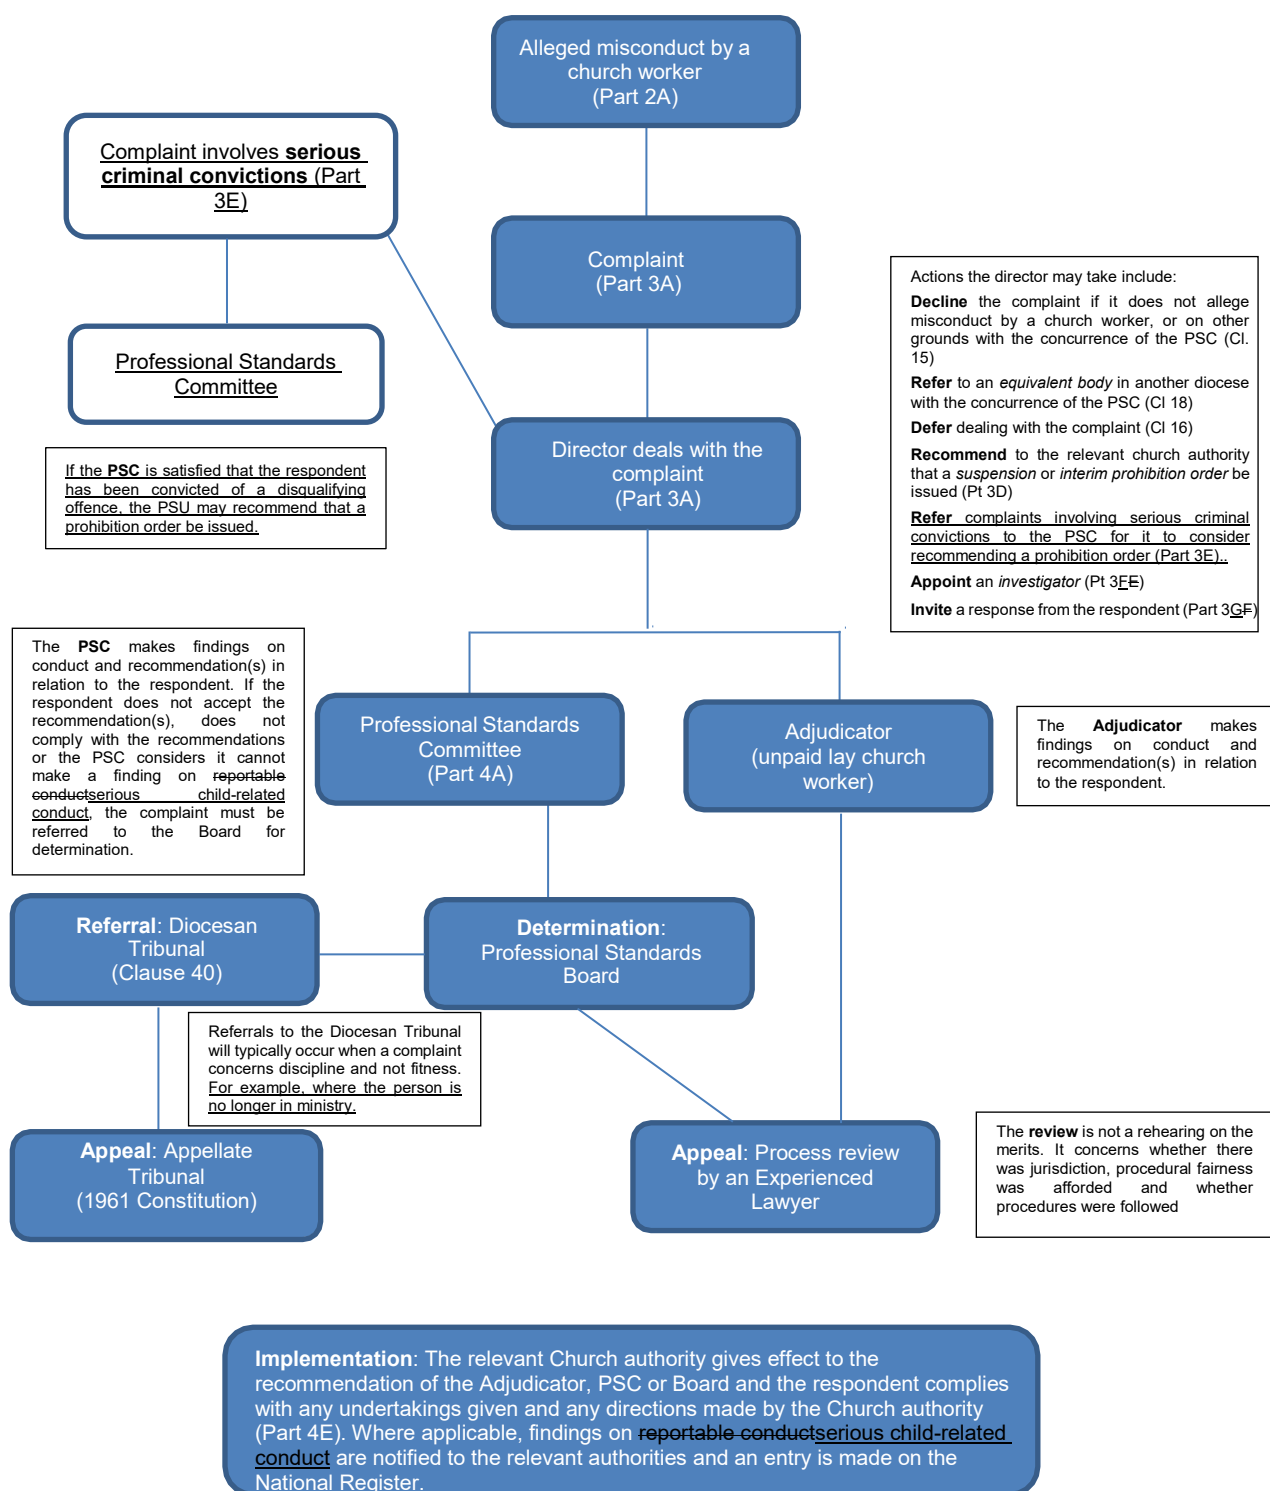 Alleged misconduct by a
church worker
(Part 2A)
Complaint involves serious
criminal convictions (Part
3E)
Complaint
(Part 3A)
Actions the director may take include:
Decline the complaint if it does not allege
misconduct by a church worker, or on other
grounds with the concurrence of the PSC (Cl.
15)
Refer to an equivalent body in another diocese
with the concurrence of the PSC (Cl 18)
Defer dealing with the complaint (Cl 16)
Recommend to the relevant church authority
that a suspension or interim prohibition order be
issued (Pt 3D)
Refer complaints involving serious criminal
convictions to the PSC for it to consider
recommending a prohibition order (Part 3E)..
Appoint an investigator (Pt 3FE)
Invite a response from the respondent (Part 3GF)
Professional Standards
Committee
Director deals with the
complaint
(Part 3A)
If the PSC is satisfied that the respondent
has been convicted of a disqualifying
offence, the PSU may recommend that a
prohibition order be issued.
The PSC makes findings on
conduct and recommendation(s) in
relation to the respondent. If the
respondent does not accept the
recommendation(s), does not
comply with the recommendations
or the PSC considers it cannot
make a finding on reportable
conductserious child-related
conduct, the complaint must be
referred to the Board for
determination.
Professional Standards
Committee
(Part 4A)
Adjudicator
(unpaid lay church
worker)
The Adjudicator makes
findings on conduct and
recommendation(s) in relation
to the respondent.
Referral: Diocesan
Tribunal
(Clause 40)
Determination:
Professional Standards
Board
Referrals to the Diocesan Tribunal
will typically occur when a complaint
concerns discipline and not fitness.
For example, where the person is
no longer in ministry.
Appeal: Appellate
Tribunal
(1961 Constitution)
Appeal: Process review
by an Experienced
Lawyer
The review is not a rehearing on the
merits. It concerns whether there
was jurisdiction, procedural fairness
was afforded and whether
procedures were followed
Implementation: The relevant Church authority gives effect to the
recommendation of the Adjudicator, PSC or Board and the respondent complies
with any undertakings given and any directions made by the Church authority
(Part 4E). Where applicable, findings on reportable conductserious child-related
conduct are notified to the relevant authorities and an entry is made on the
National Register.